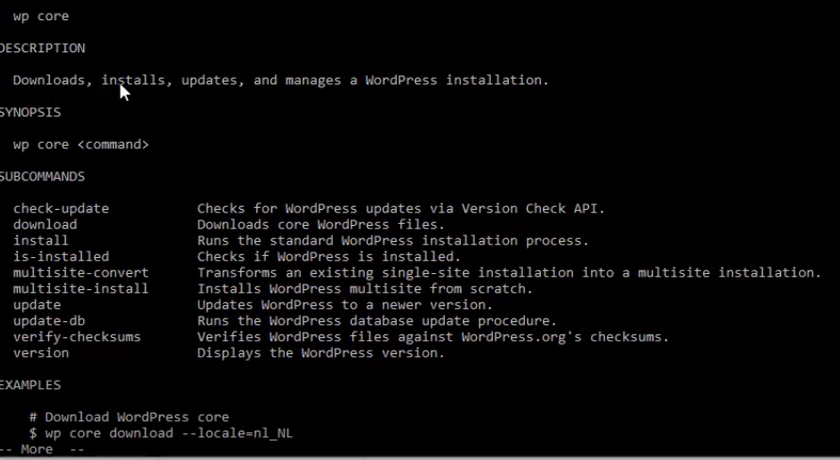 wp core
DESCRIPTION
Downloads, installs, updates, and manages a WordPress installation.
SYNOPSIS
wp core <command>
SUBCOMMANDS
check-update Checks for WordPress updates via Version Check API.
download Downloads core WordPress files.
install Runs the standard WordPress installation process.
is-installed Checks if WordPress is installed.
multisite-convert Transforms an existing single-site installation into a multisite installation.
multisite-install Installs WordPress multisite from scratch.
update Updates WordPress to a newer version.
update-db Runs the WordPress database update procedure.
verify-checksums Verifies WordPress files against WordPress.org's checksums.
version Displays the WordPress version.
EXAMPLES
# Download WordPress core
$ wp core download --locale=nl_NL
-- More --